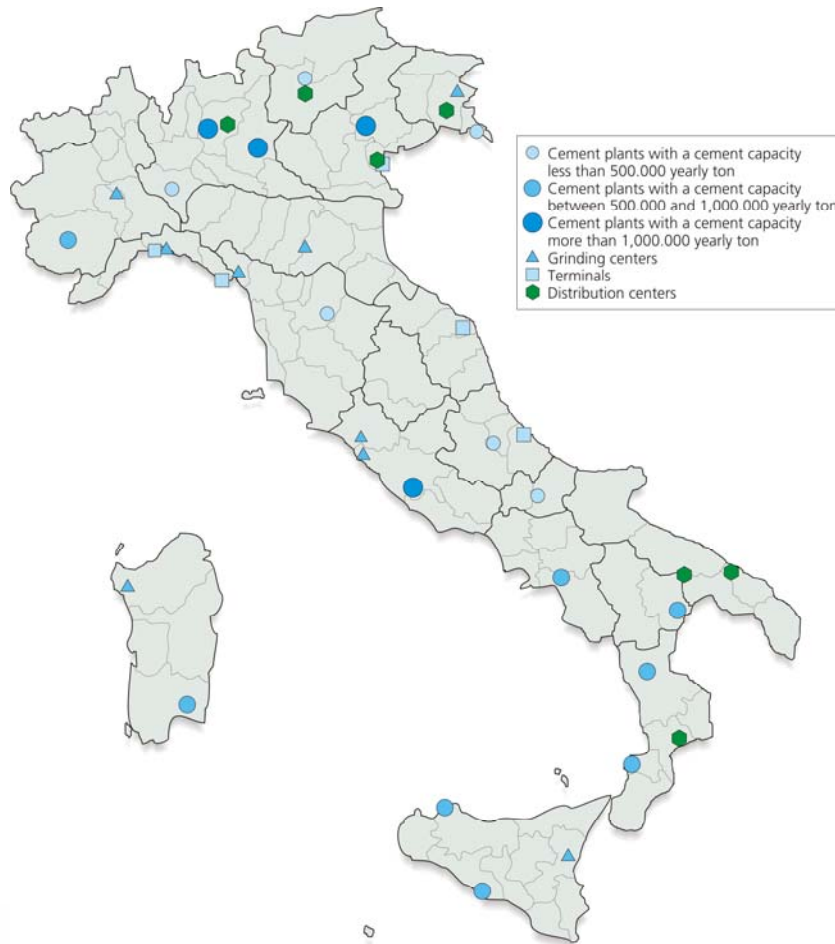 Cement plants with a cement capacity
less than 500.000 yearly ton
Cement plants with a cement capacity
between 500.000 and 1,000.000 yearly ton
Cement plants with a cement capacity
more than 1,000.000 yearly ton
Grinding centers
Terminals
Distribution centers